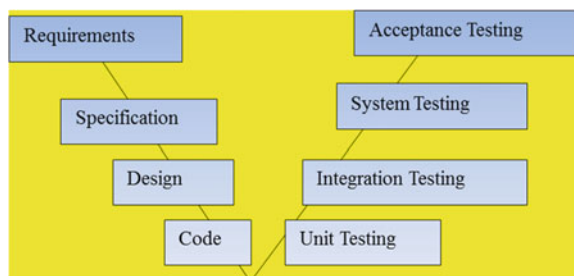 Requirements
Acceptance Testing
Specification
System Testing
Design
Integration Testing
Code
Unit Testing